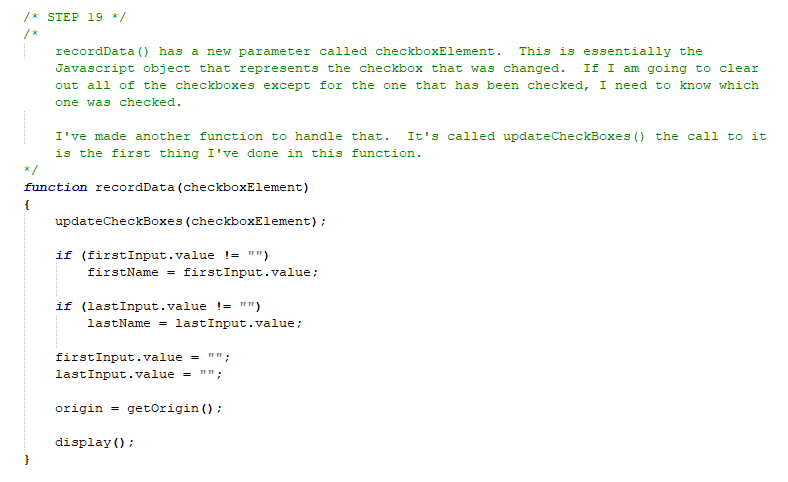 /* STEP 19 */
/*
recordData() has a new parameter called checkboxElement.  This is essentially the
Javascript object that represents the checkbox that was changed.  If I am going to clear
out all of the checkboxes except for the one that has been checked, I need to know which
one was checked.
I've made another function to handle that.  It's called updateCheckBoxes() the call to it
is the first thing I've done in this function.
*/
function recordData(checkboxElement)
{
updateCheckBoxes(checkboxElement);
if (firstInput.value != "")
firstName = firstInput.value;
if (lastInput.value != "")
lastName = lastInput.value;
firstInput.value = "";
lastInput.value = "";
origin = getOrigin();
display();
}